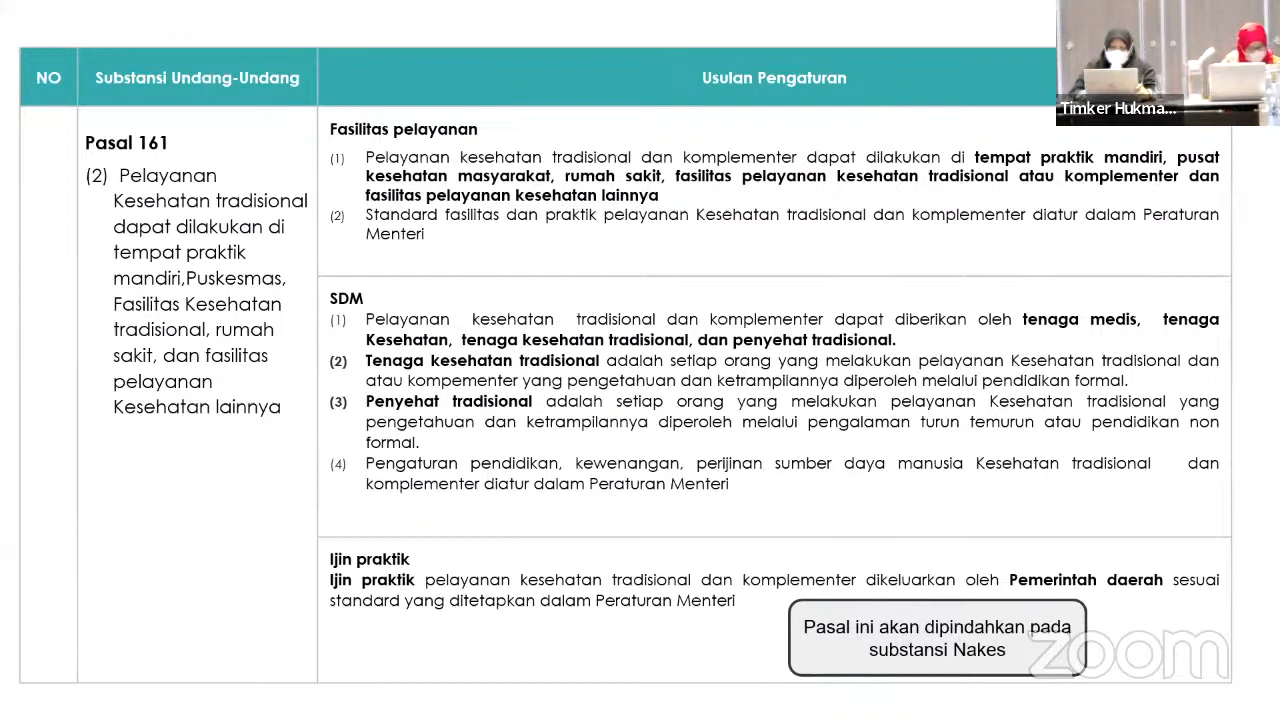 NO
Substansi Undang-Undang
Usulan Pengaturan
Timker Hukma...
Pasal 161
(2) Pelayanan
Kesehatan tradisional
dapat dilakukan di
tempat praktik
mandiri,Puskesmas,
Fasilitas Kesehatan
tradisional, rumah
sakit, dan fasilitas
pelayanan
Kesehatan lainnya
Fasilitas pelayanan
(1) Pelayanan kesehatan tradisional dan komplementer dapat dilakukan di tempat praktik mandiri, pusat
kesehatan masyarakat, rumah sakit, fasilitas pelayanan kesehatan tradisional atau komplementer dan
fasilitas pelayanan kesehatan lainnya
(2) Standard fasilitas dan praktik pelayanan Kesehatan tradisional dan komplementer diatur dalam Peraturan
Menteri
SDM
(1) Pelayanan kesehatan tradisional dan komplementer dapat diberikan oleh tenaga medis, tenaga
Kesehatan, tenaga kesehatan tradisional, dan penyehat tradisional.
(2) Tenaga kesehatan tradisional adalah setiap orang yang melakukan pelayanan Kesehatan tradisional dan
atau kompementer yang pengetahuan dan ketrampilannya diperoleh melalui pendidikan formal.
(3) Penyehat tradisional adalah setiap orang yang melakukan pelayanan Kesehatan tradisional yang
pengetahuan dan ketrampilannya diperoleh melalui pengalaman turun temurun atau pendidikan non
formal.
(4) Pengaturan pendidikan, kewenangan, perijinan sumber daya manusia Kesehatan tradisional dan
komplementer diatur dalam Peraturan Menteri
Ijin praktik
Ijin praktik pelayanan kesehatan tradisional dan komplementer dikeluarkan oleh Pemerintah daerah sesuai
standard yang ditetapkan dalam Peraturan Menteri
Pasal ini akan dipindahkan pada
substansi Nakes
zoom